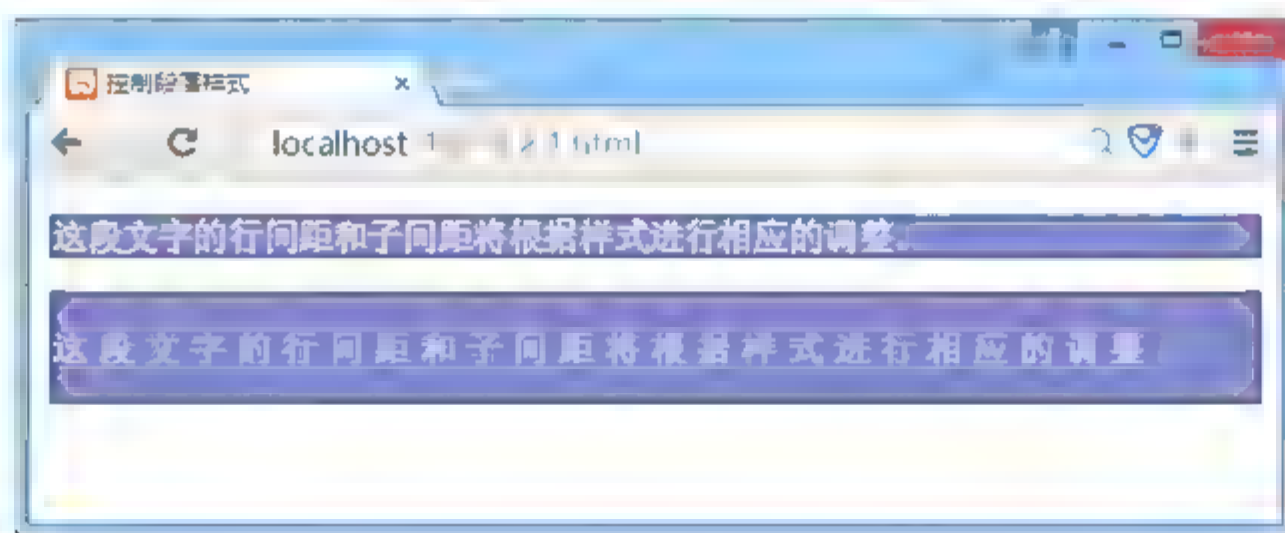 控制段落样式
localhost
这段文字的行间距和子间距将根据样式进行相应的调整.
这段文字的行间距和子间距将根据样式进行相应的调整